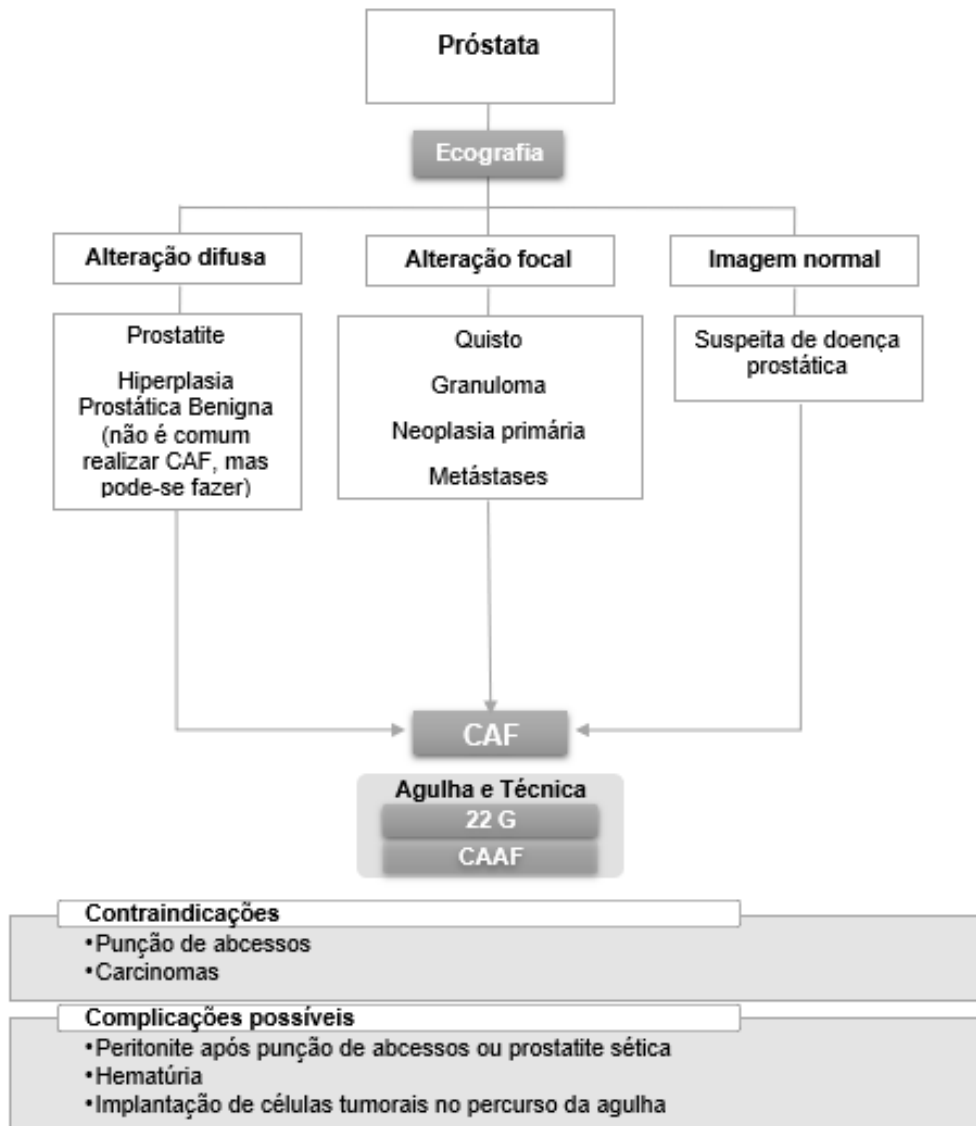 Próstata
Ecografia
Alteração difusa
Alteração focal
Imagem normal
Prostatite
Hiperplasia
Prostática Benigna
(não é comum
realizar CAF, mas
pode-se fazer)
Quisto
Granuloma
Neoplasia primária
Metástases
Suspeita de doença
prostática
CAF
Agulha e Técnica
22 G
CAAF
Contraindicações
•Punção de abcessos
•Carcinomas
Complicações possíveis
•Peritonite após punção de abcessos ou prostatite sética
•Hematúria
•Implantação de células tumorais no percurso da agulha